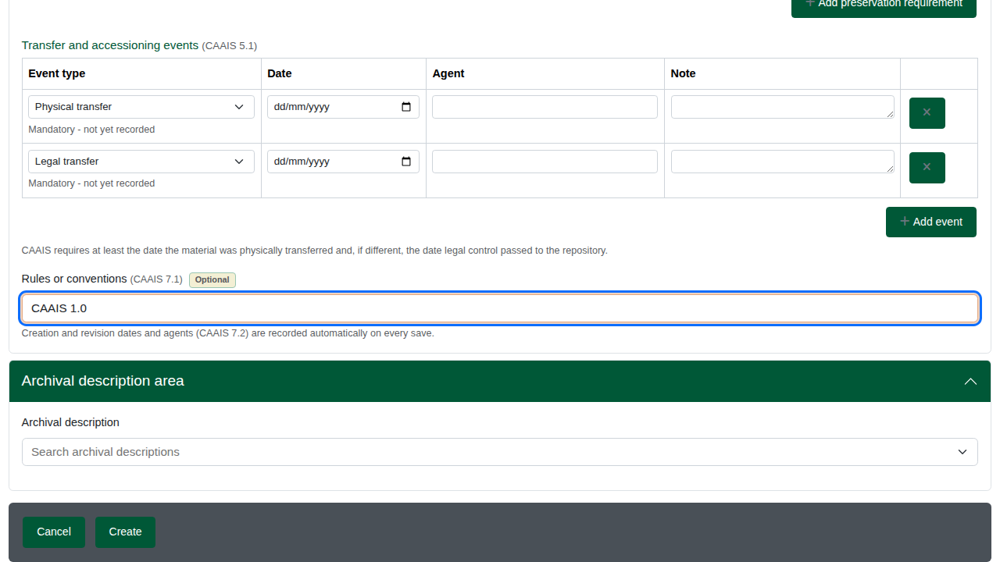 + Add preservation requirement
Transfer and accessioning events (CAAIS 5.1)
Event type Date Agent Note
Physical transfer dd/mm/yyyy ×
Mandatory - not yet recorded
Legal transfer dd/mm/yyyy ×
Mandatory - not yet recorded
+ Add event
CAAIS requires at least the date the material was physically transferred and, if different, the date legal control passed to the repository.
Rules or conventions (CAAIS 7.1) Optional
CAAIS 1.0
Creation and revision dates and agents (CAAIS 7.2) are recorded automatically on every save.
Archival description area
Archival description
Search archival descriptions
Cancel Create